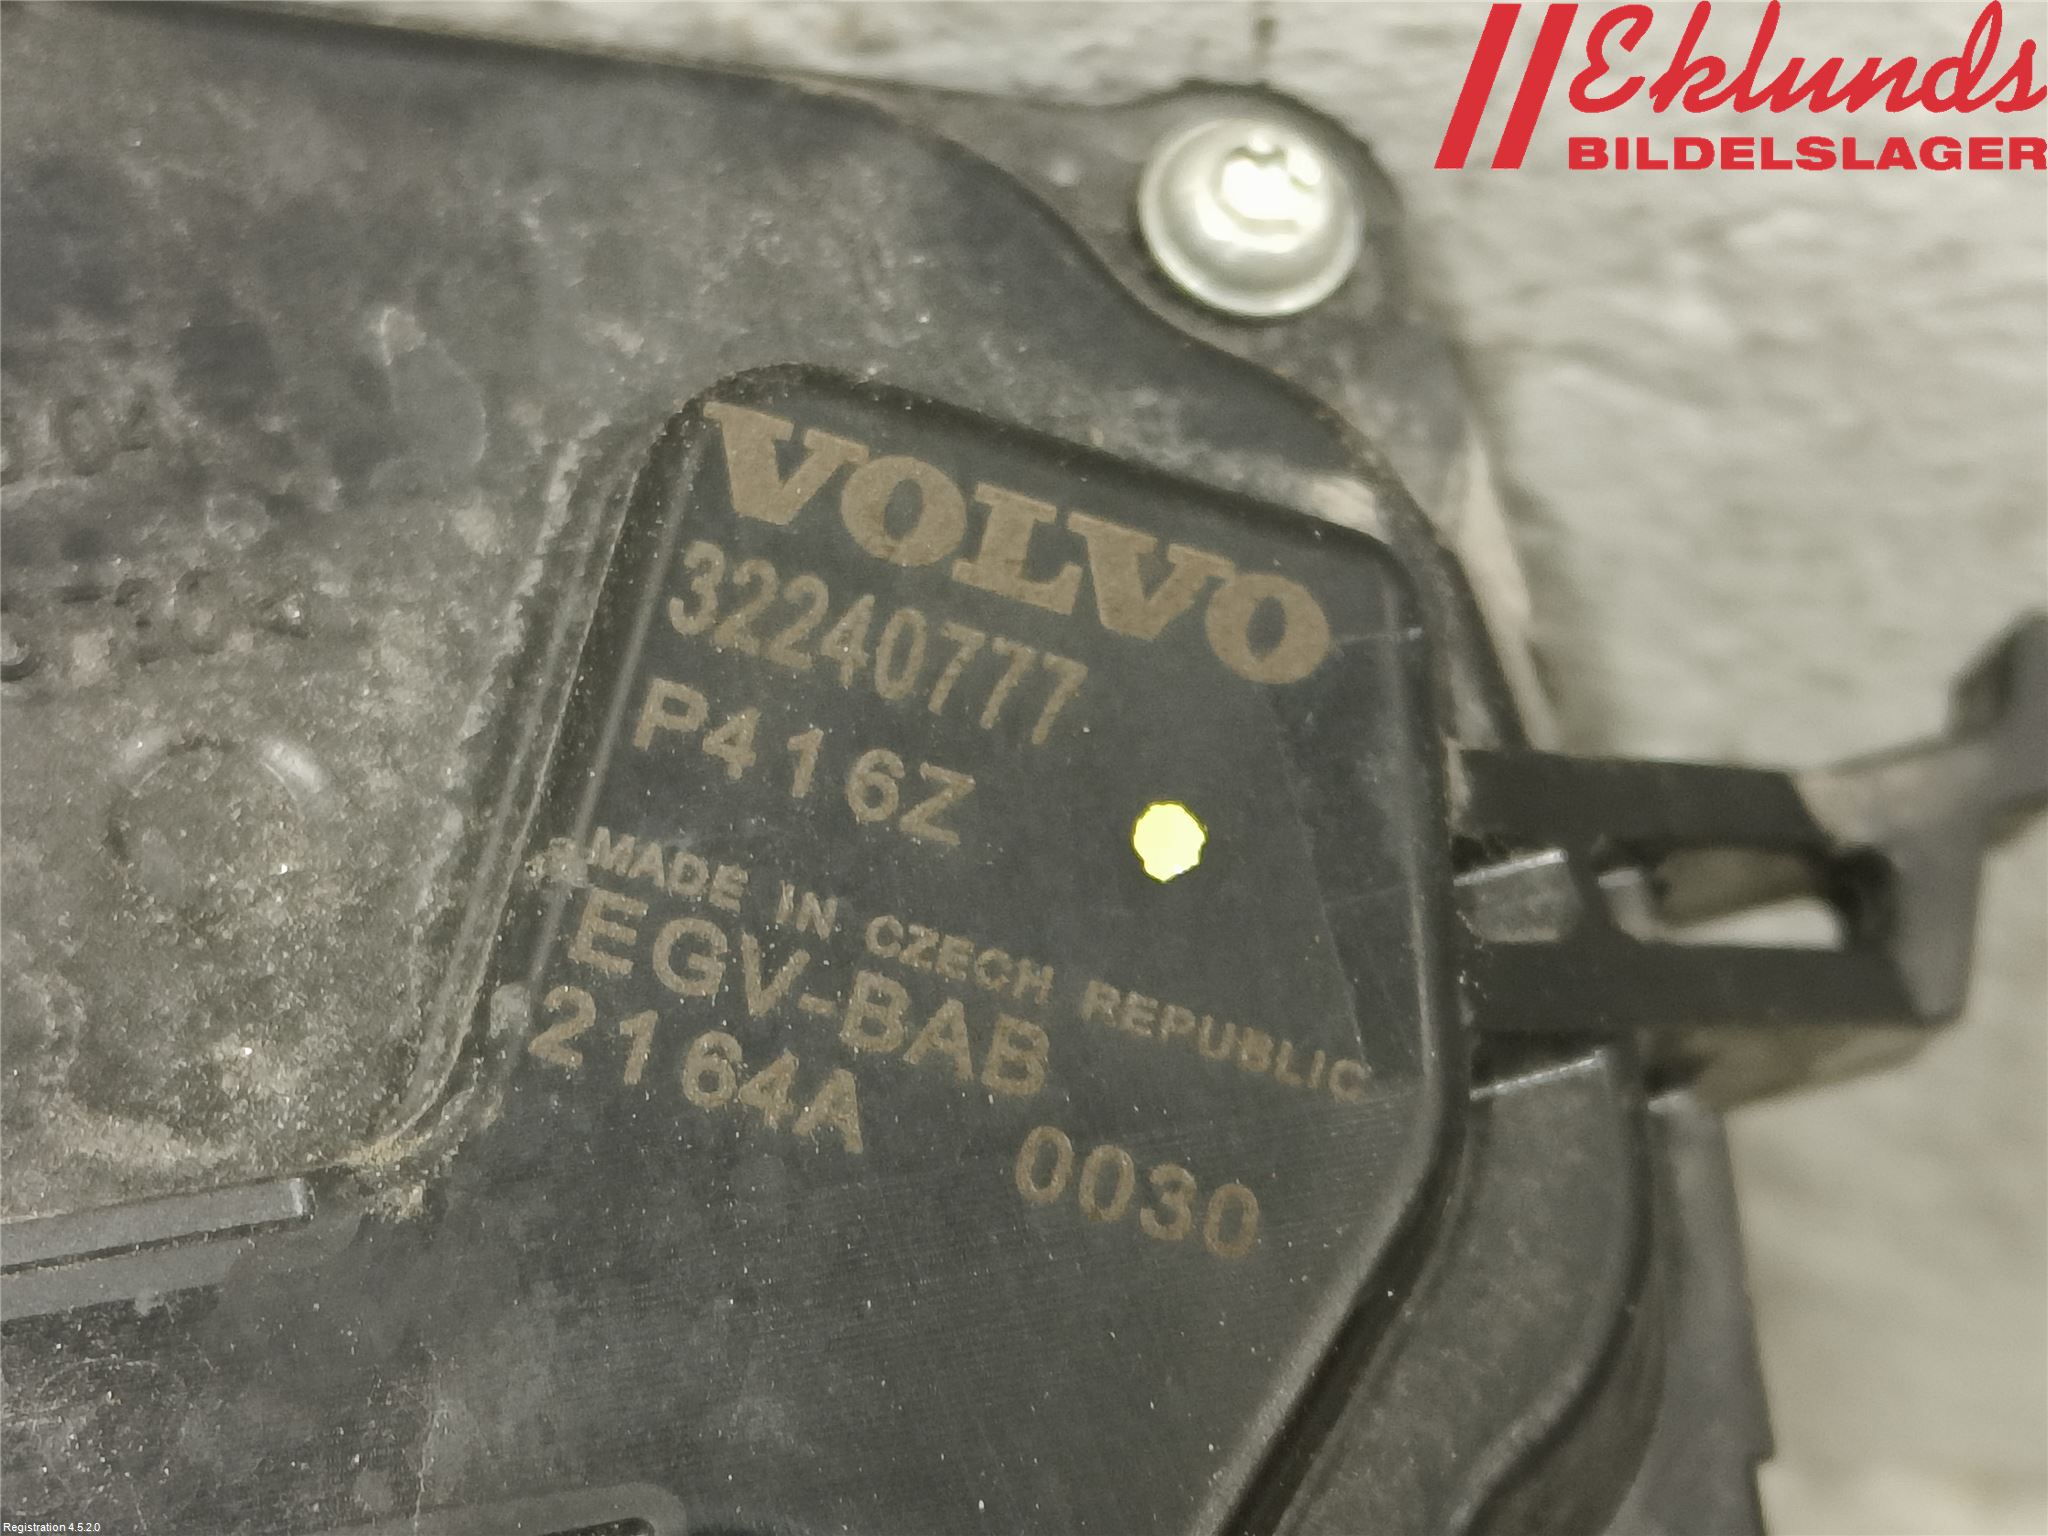 Eklunds
BILDELSLAGER
VOLVO
32240777
P416Z
MADE IN CZECH REPUBLIC
EGV-BAB
2164A 0030
Registration 4.5.2.0